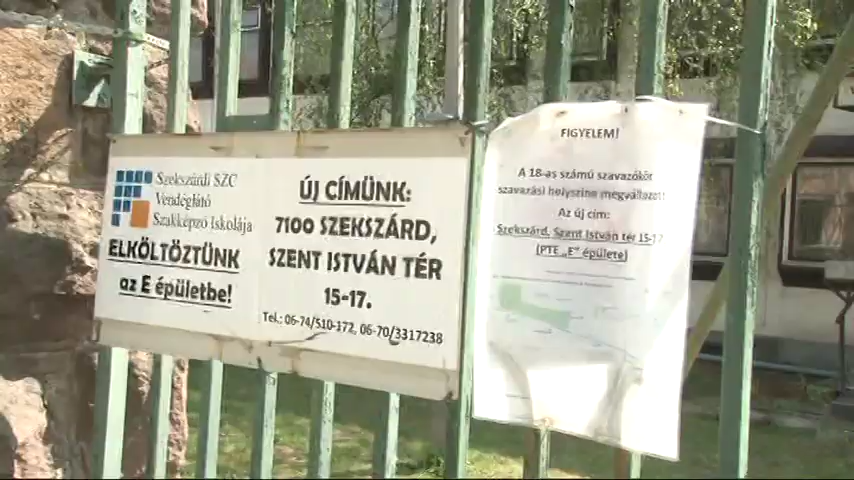 Szekszárdi SZC
Vendéglátó
Szakképző Iskolája
ELKÖLTÖZTÜNK
az E épületbe!
ÚJ CÍMÜNK:
7100 SZEKSZÁRD,
SZENT ISTVÁN TÉR
15-17.
Tel.: 06-74/510-172, 06-70/3317238
FIGYELEM!
A 18-as számú szavazókör
szavazási helyszíne megváltozott!
Az új cím:
Szekszárd, Szent István tér 15-17
(PTE „E” épülete)